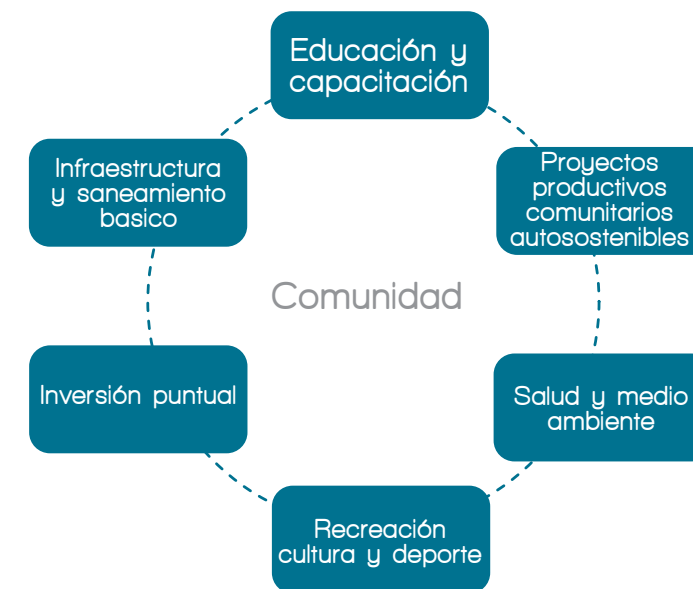 Educación y
capacitación
Infraestructura
y saneamiento
basico
Proyectos
productivos
comunitarios
autosostenibles
Comunidad
Inversión puntual
Salud y medio
ambiente
Recreación
cultura y deporte